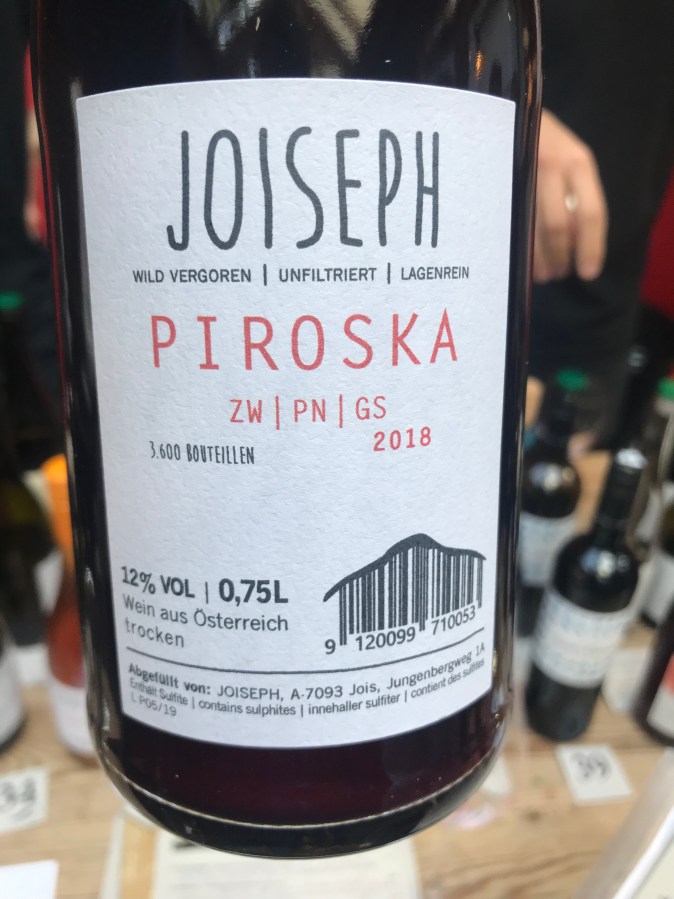 JOISEPH
WILD VERGOREN | UNFILTRIERT | LAGENREIN
PIROSKA
ZW | PN | GS
2018
3.600 BOUTEILLEN
12% VOL | 0,75L
Wein aus Österreich
trocken
9 120099 710053
Abgefüllt von: JOISEPH, A-7093 Jois, Jungenbergweg 1A
Enthält Sulfite | contains sulphites | innehaller sulfiter | contient des sulfites
L P05/19
39